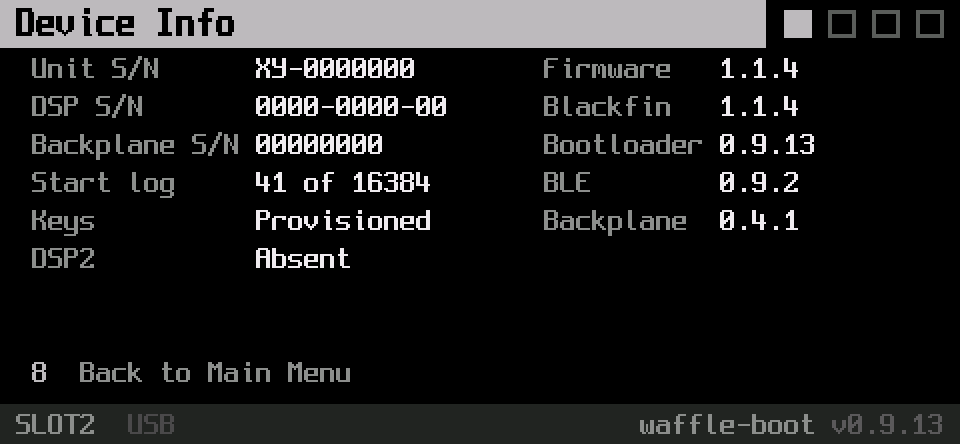 Device Info
Unit S/N XY-0000000 Firmware 1.1.4
DSP S/N 0000-0000-00 Blackfin 1.1.4
Backplane S/N 00000000 Bootloader 0.9.13
Start log 41 of 16384 BLE 0.9.2
Keys Provisioned Backplane 0.4.1
DSP2 Absent
8 Back to Main Menu
SLOT2 USB waffle-boot v0.9.13